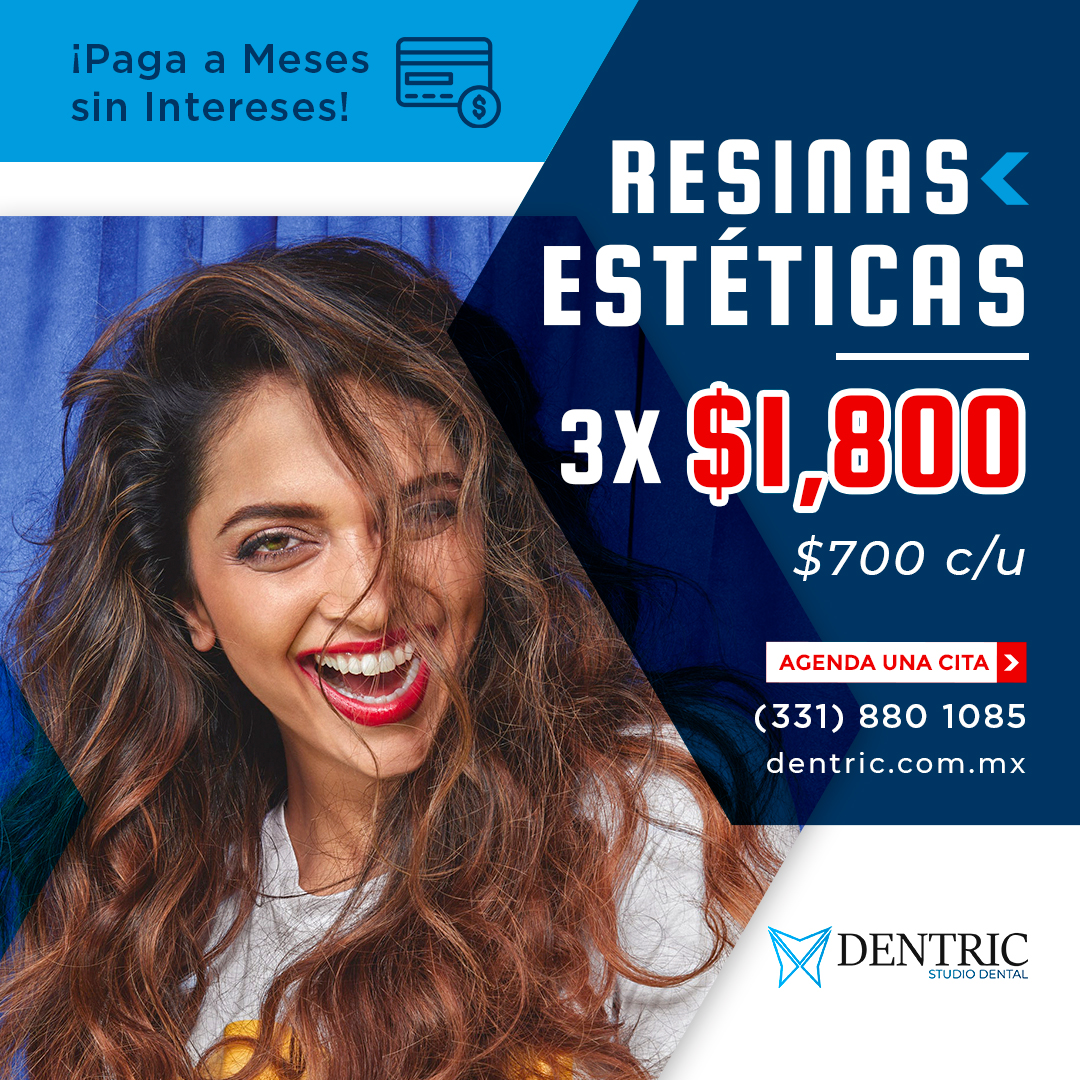 ¡Paga a Meses
sin Intereses!
RESINAS
ESTÉTICAS
3X $1,800
$700 c/u
AGENDA UNA CITA
(331) 880 1085
dentric.com.mx
DENTRIC
STUDIO DENTAL